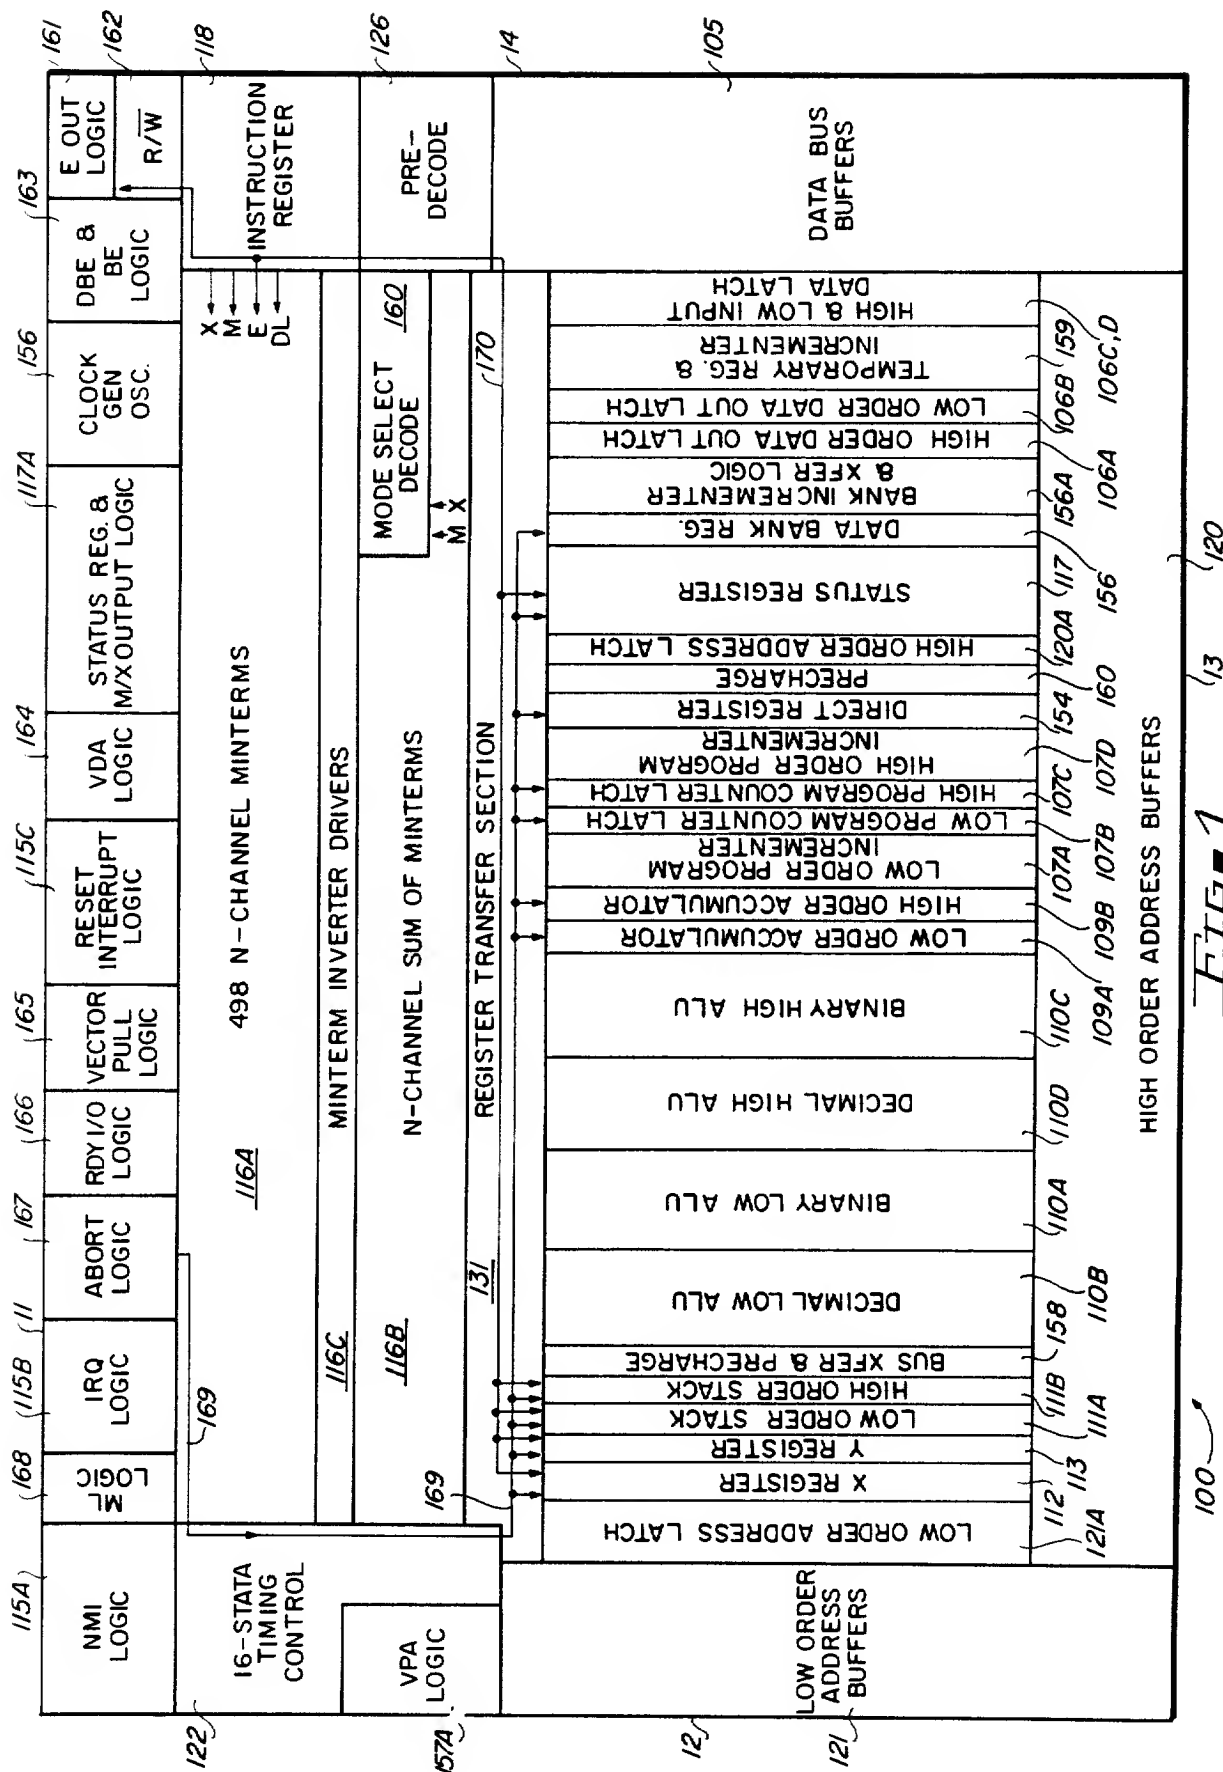 115A
168
115B
11
167
166
165
115C
164
117A
156
163
161
162
118
126
14
105
NMI
LOGIC
ML
LOGIC
IRQ
LOGIC
ABORT
LOGIC
RDY I/O
LOGIC
VECTOR
PULL
LOGIC
RESET
INTERRUPT
LOGIC
VDA
LOGIC
STATUS REG. &
M/X OUTPUT LOGIC
CLOCK
GEN
OSC.
DBE &
BE
LOGIC
E OUT
LOGIC
R/W̅
122
16-STATA
TIMING
CONTROL
169
116A
498 N-CHANNEL MINTERMS
X
M
E
DL
INSTRUCTION
REGISTER
116C
MINTERM INVERTER DRIVERS
157A
VPA
LOGIC
116B
N-CHANNEL SUM OF MINTERMS
MODE SELECT
DECODE
160
M X
PRE-
DECODE
169
131
REGISTER TRANSFER SECTION
170
12
121
LOW ORDER
ADDRESS
BUFFERS
LOW ORDER ADDRESS LATCH
X REGISTER
Y REGISTER
LOW ORDER STACK
HIGH ORDER STACK
BUS XFER & PRECHARGE
DECIMAL LOW ALU
BINARY LOW ALU
DECIMAL HIGH ALU
BINARY HIGH ALU
LOW ORDER ACCUMULATOR
HIGH ORDER ACCUMULATOR
LOW ORDER PROGRAM
INCREMENTER
LOW PROGRAM COUNTER LATCH
HIGH PROGRAM COUNTER LATCH
HIGH ORDER PROGRAM
INCREMENTER
DIRECT REGISTER
PRECHARGE
HIGH ORDER ADDRESS LATCH
STATUS REGISTER
DATA BANK REG.
BANK INCREMENTER
& XFER LOGIC
HIGH ORDER DATA OUT LATCH
LOW ORDER DATA OUT LATCH
TEMPORARY REG. &
INCREMENTER
HIGH & LOW INPUT
DATA LATCH
DATA BUS
BUFFERS
121A
112
113
111A
111B
158
110B
110A
110D
110C
109A
109B
107A
107B
107C
107D
154
160
120A
117
156
156A
106A
106B
159
106C,D
HIGH ORDER ADDRESS BUFFERS
13
120
100
FIG. 1